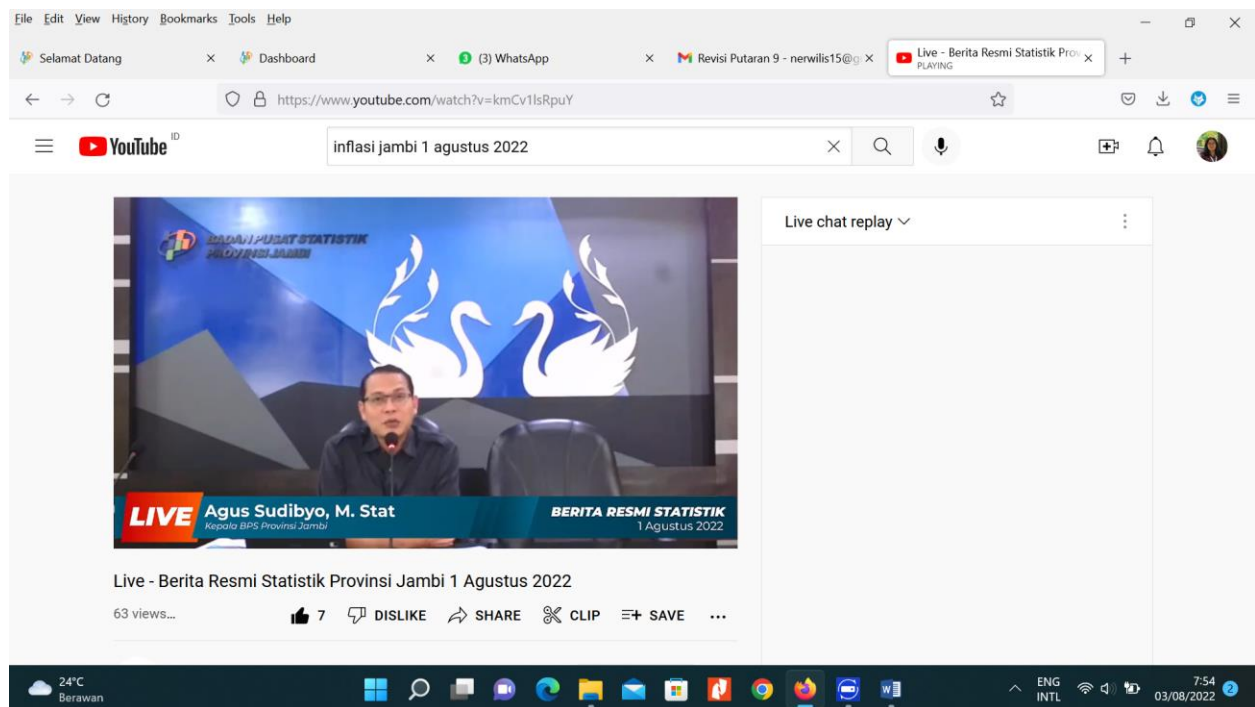 File Edit View History Bookmarks Tools Help
Selamat Datang
Dashboard
(3) WhatsApp
Revisi Putaran 9 - nerwilis15@g
Live - Berita Resmi Statistik Prov
PLAYING
https://www.youtube.com/watch?v=kmCv1lsRpuY
YouTube ID
inflasi jambi 1 agustus 2022
Live chat replay
BADAN PUSAT STATISTIK
PROVINSI JAMBI
LIVE
Agus Sudibyo, M. Stat
Kepala BPS Provinsi Jambi
BERITA RESMI STATISTIK
1 Agustus 2022
Live - Berita Resmi Statistik Provinsi Jambi 1 Agustus 2022
63 views...
7 DISLIKE SHARE CLIP SAVE ...
24°C
Berawan
ENG
INTL
7:54
03/08/2022
2